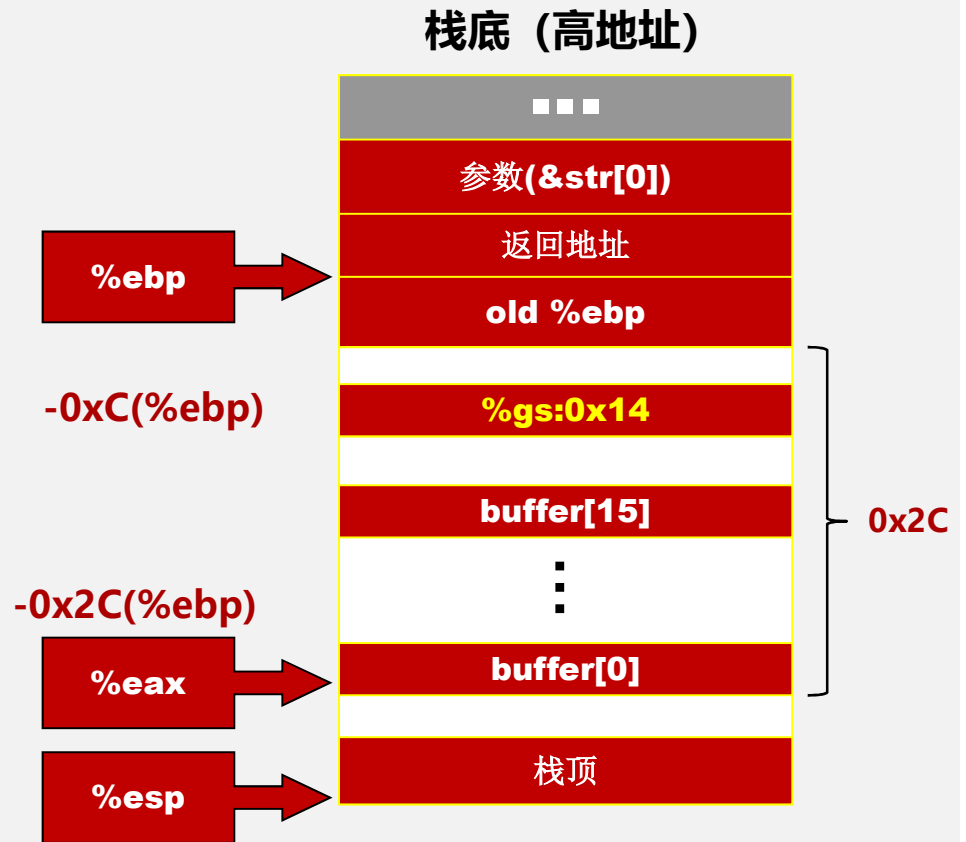 栈底（高地址）
...
参数(&str[0])
返回地址
%ebp
old %ebp
-0xC(%ebp)
%gs:0x14
buffer[15]
0x2C
⋮
-0x2C(%ebp)
%eax
buffer[0]
栈顶
%esp